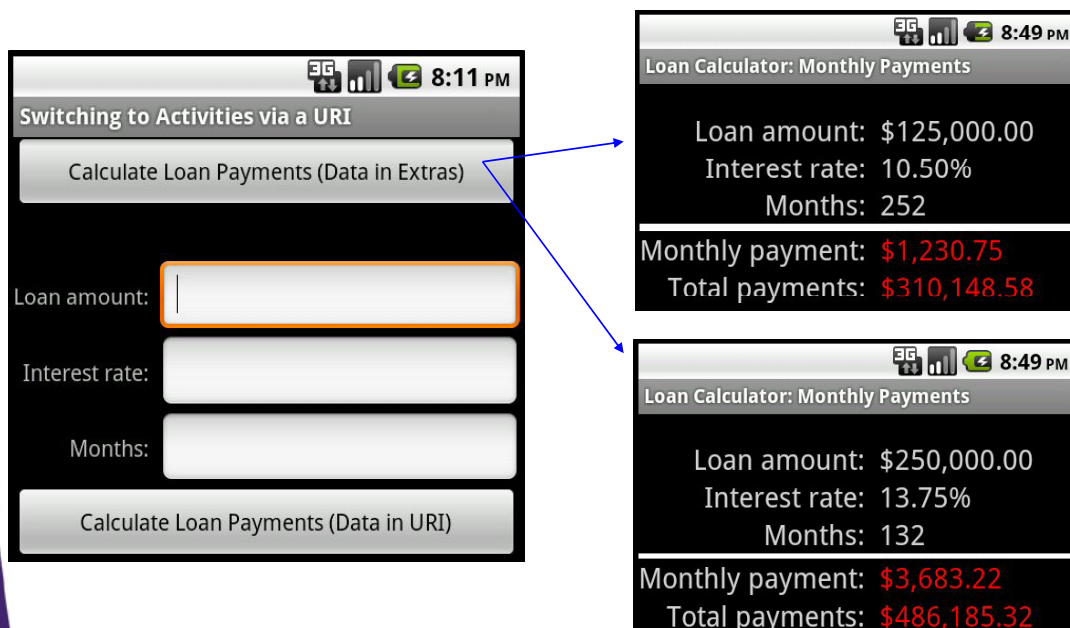 3G 8:11 PM
Switching to Activities via a URI
Calculate Loan Payments (Data in Extras)
Loan amount:
Interest rate:
Months:
Calculate Loan Payments (Data in URI)
3G 8:49 PM
Loan Calculator: Monthly Payments
Loan amount: $125,000.00
Interest rate: 10.50%
Months: 252
Monthly payment: $1,230.75
Total payments: $310,148.58
3G 8:49 PM
Loan Calculator: Monthly Payments
Loan amount: $250,000.00
Interest rate: 13.75%
Months: 132
Monthly payment: $3,683.22
Total payments: $486,185.32